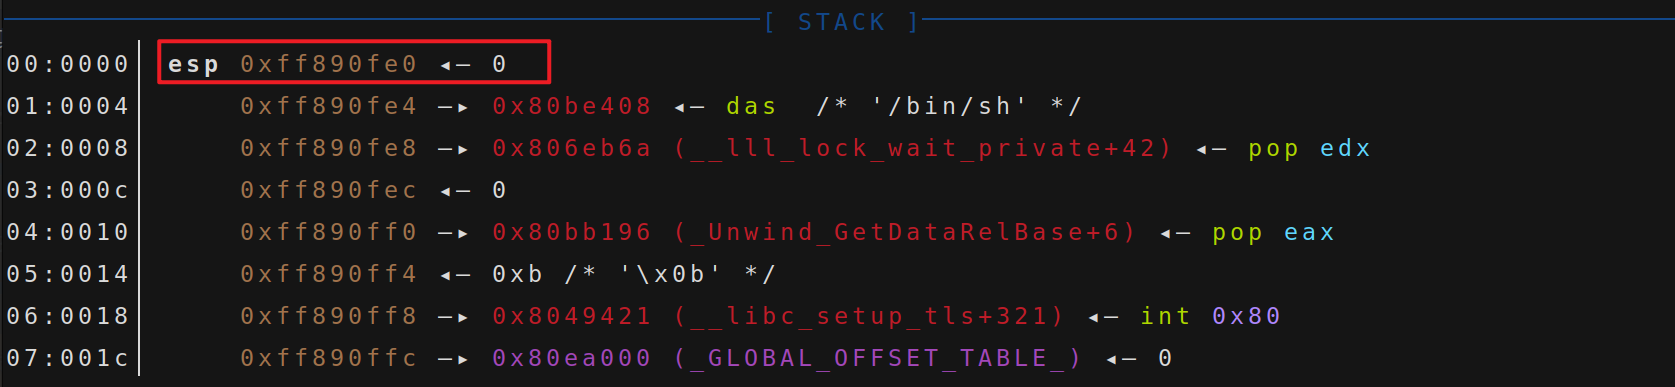 [ STACK ]
00:0000│ esp 0xff890fe0 ◂— 0
01:0004│     0xff890fe4 —▸ 0x80be408 ◂— das  /* '/bin/sh' */
02:0008│     0xff890fe8 —▸ 0x806eb6a (__lll_lock_wait_private+42) ◂— pop edx
03:000c│     0xff890fec ◂— 0
04:0010│     0xff890ff0 —▸ 0x80bb196 (_Unwind_GetDataRelBase+6) ◂— pop eax
05:0014│     0xff890ff4 ◂— 0xb /* '\x0b' */
06:0018│     0xff890ff8 —▸ 0x8049421 (__libc_setup_tls+321) ◂— int 0x80
07:001c│     0xff890ffc —▸ 0x80ea000 (_GLOBAL_OFFSET_TABLE_) ◂— 0